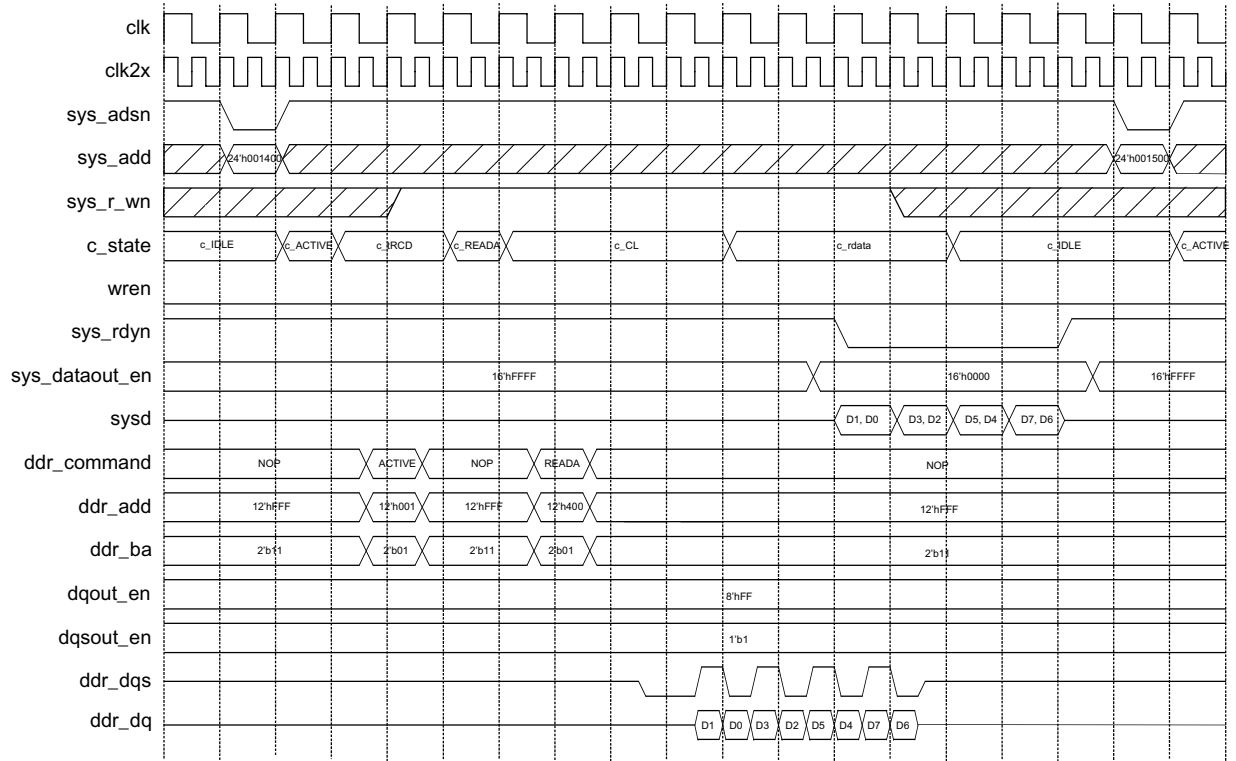 clk
clk2x
sys_adsn
sys_add 24'h001400 24'h001500
sys_r_wn
c_state c_IDLE c_ACTIVE c_tRCD c_READA c_CL c_rdata c_IDLE c_ACTIVE
wren
sys_rdyn
sys_dataout_en 16'hFFFF 16'h0000 16'hFFFF
sysd D1, D0 D3, D2 D5, D4 D7, D6
ddr_command NOP ACTIVE NOP READA NOP
ddr_add 12'hFFF 12'h001 12'hFFF 12'h400 12'hFFF
ddr_ba 2'b11 2'b01 2'b11 2'b01 2'b11
dqout_en 8'hFF
dqsout_en 1'b1
ddr_dqs
ddr_dq D1 D0 D3 D2 D5 D4 D7 D6